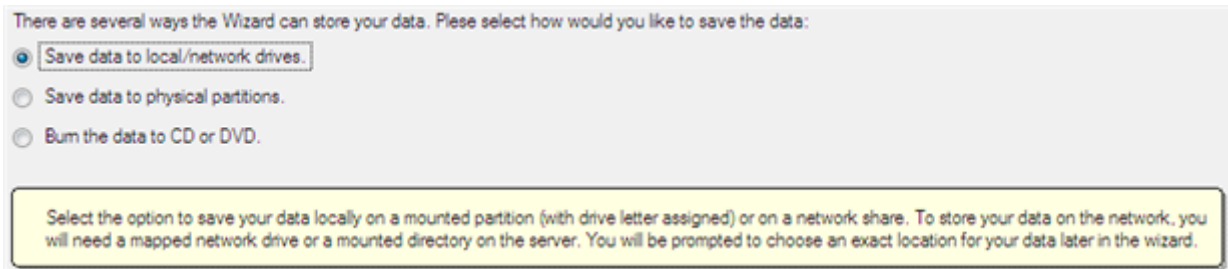 There are several ways the Wizard can store your data. Plese select how would you like to save the data:
Save data to local/network drives.
Save data to physical partitions.
Burn the data to CD or DVD.
Select the option to save your data locally on a mounted partition (with drive letter assigned) or on a network share. To store your data on the network, you
will need a mapped network drive or a mounted directory on the server. You will be prompted to choose an exact location for your data later in the wizard.